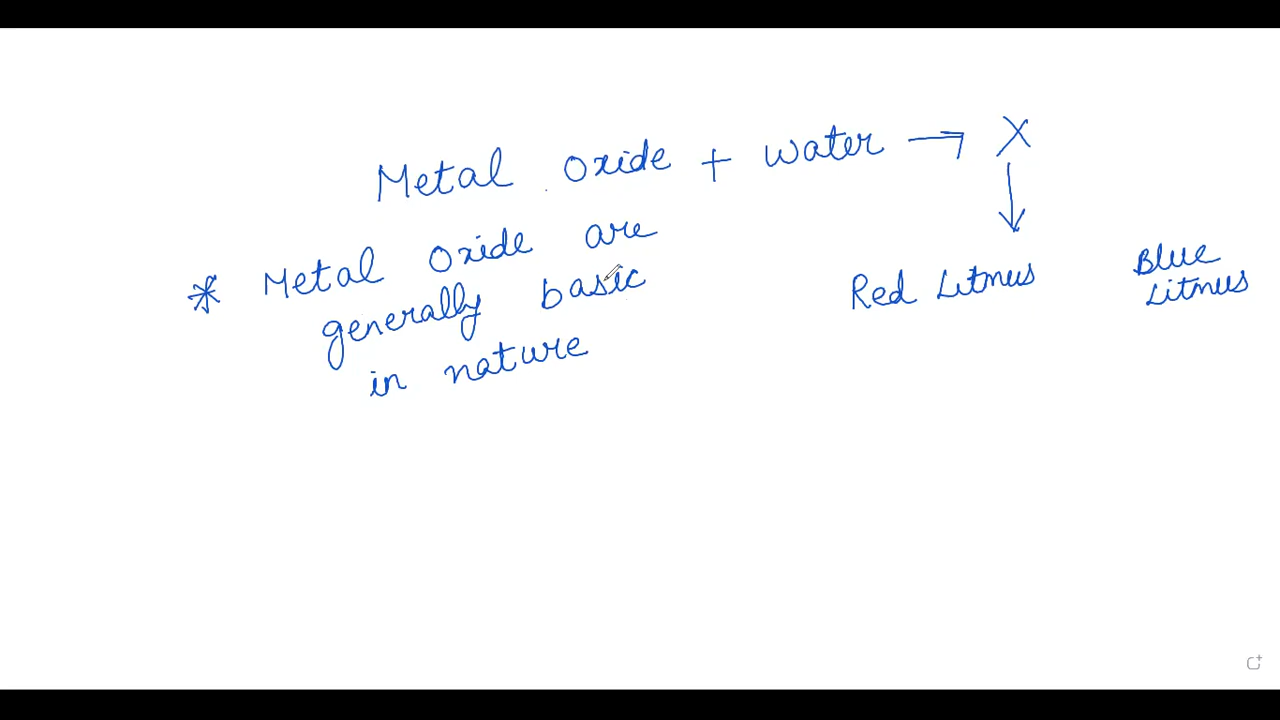 Metal Oxide + water → X
↓
* Metal Oxide are
generally basic
in nature
Red Litmus
Blue
Litmus